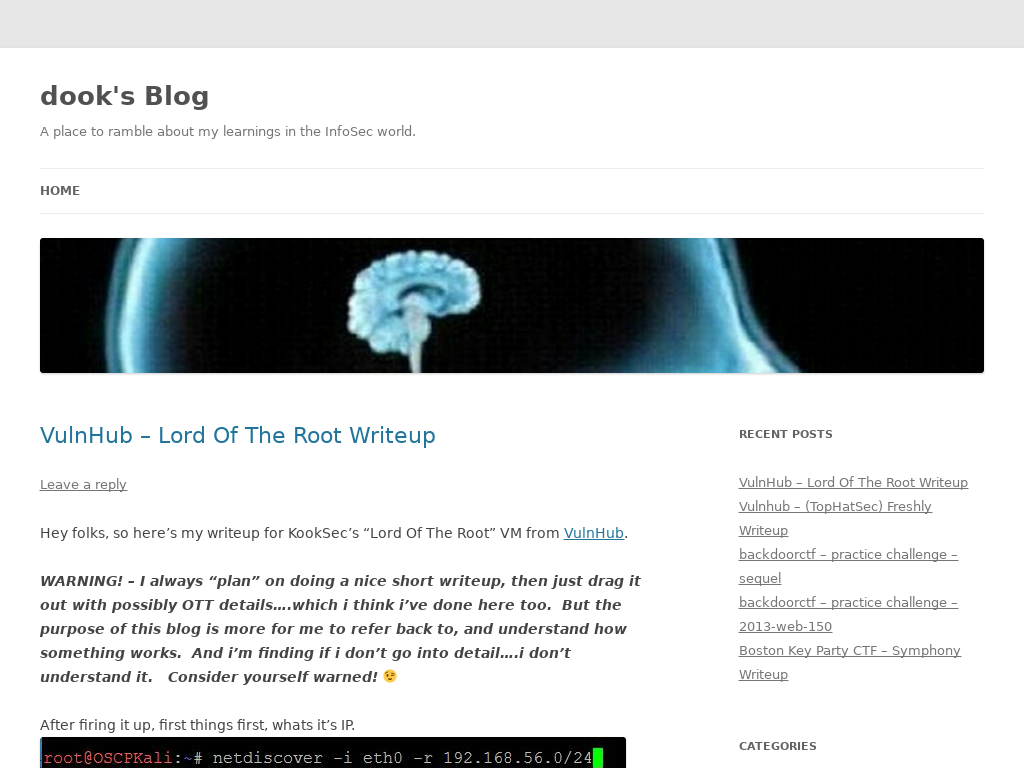 dook's Blog
A place to ramble about my learnings in the InfoSec world.
HOME
VulnHub – Lord Of The Root Writeup
Leave a reply
Hey folks, so here’s my writeup for KookSec’s “Lord Of The Root” VM from VulnHub.
WARNING! – I always “plan” on doing a nice short writeup, then just drag it
out with possibly OTT details….which i think i’ve done here too.  But the
purpose of this blog is more for me to refer back to, and understand how
something works.  And i’m finding if i don’t go into detail….i don’t
understand it.   Consider yourself warned! 😉
After firing it up, first things first, whats it’s IP.
root@OSCPKali:~# netdiscover -i eth0 -r 192.168.56.0/24
RECENT POSTS
VulnHub – Lord Of The Root Writeup
Vulnhub – (TopHatSec) Freshly
Writeup
backdoorctf – practice challenge –
sequel
backdoorctf – practice challenge –
2013-web-150
Boston Key Party CTF – Symphony
Writeup
CATEGORIES